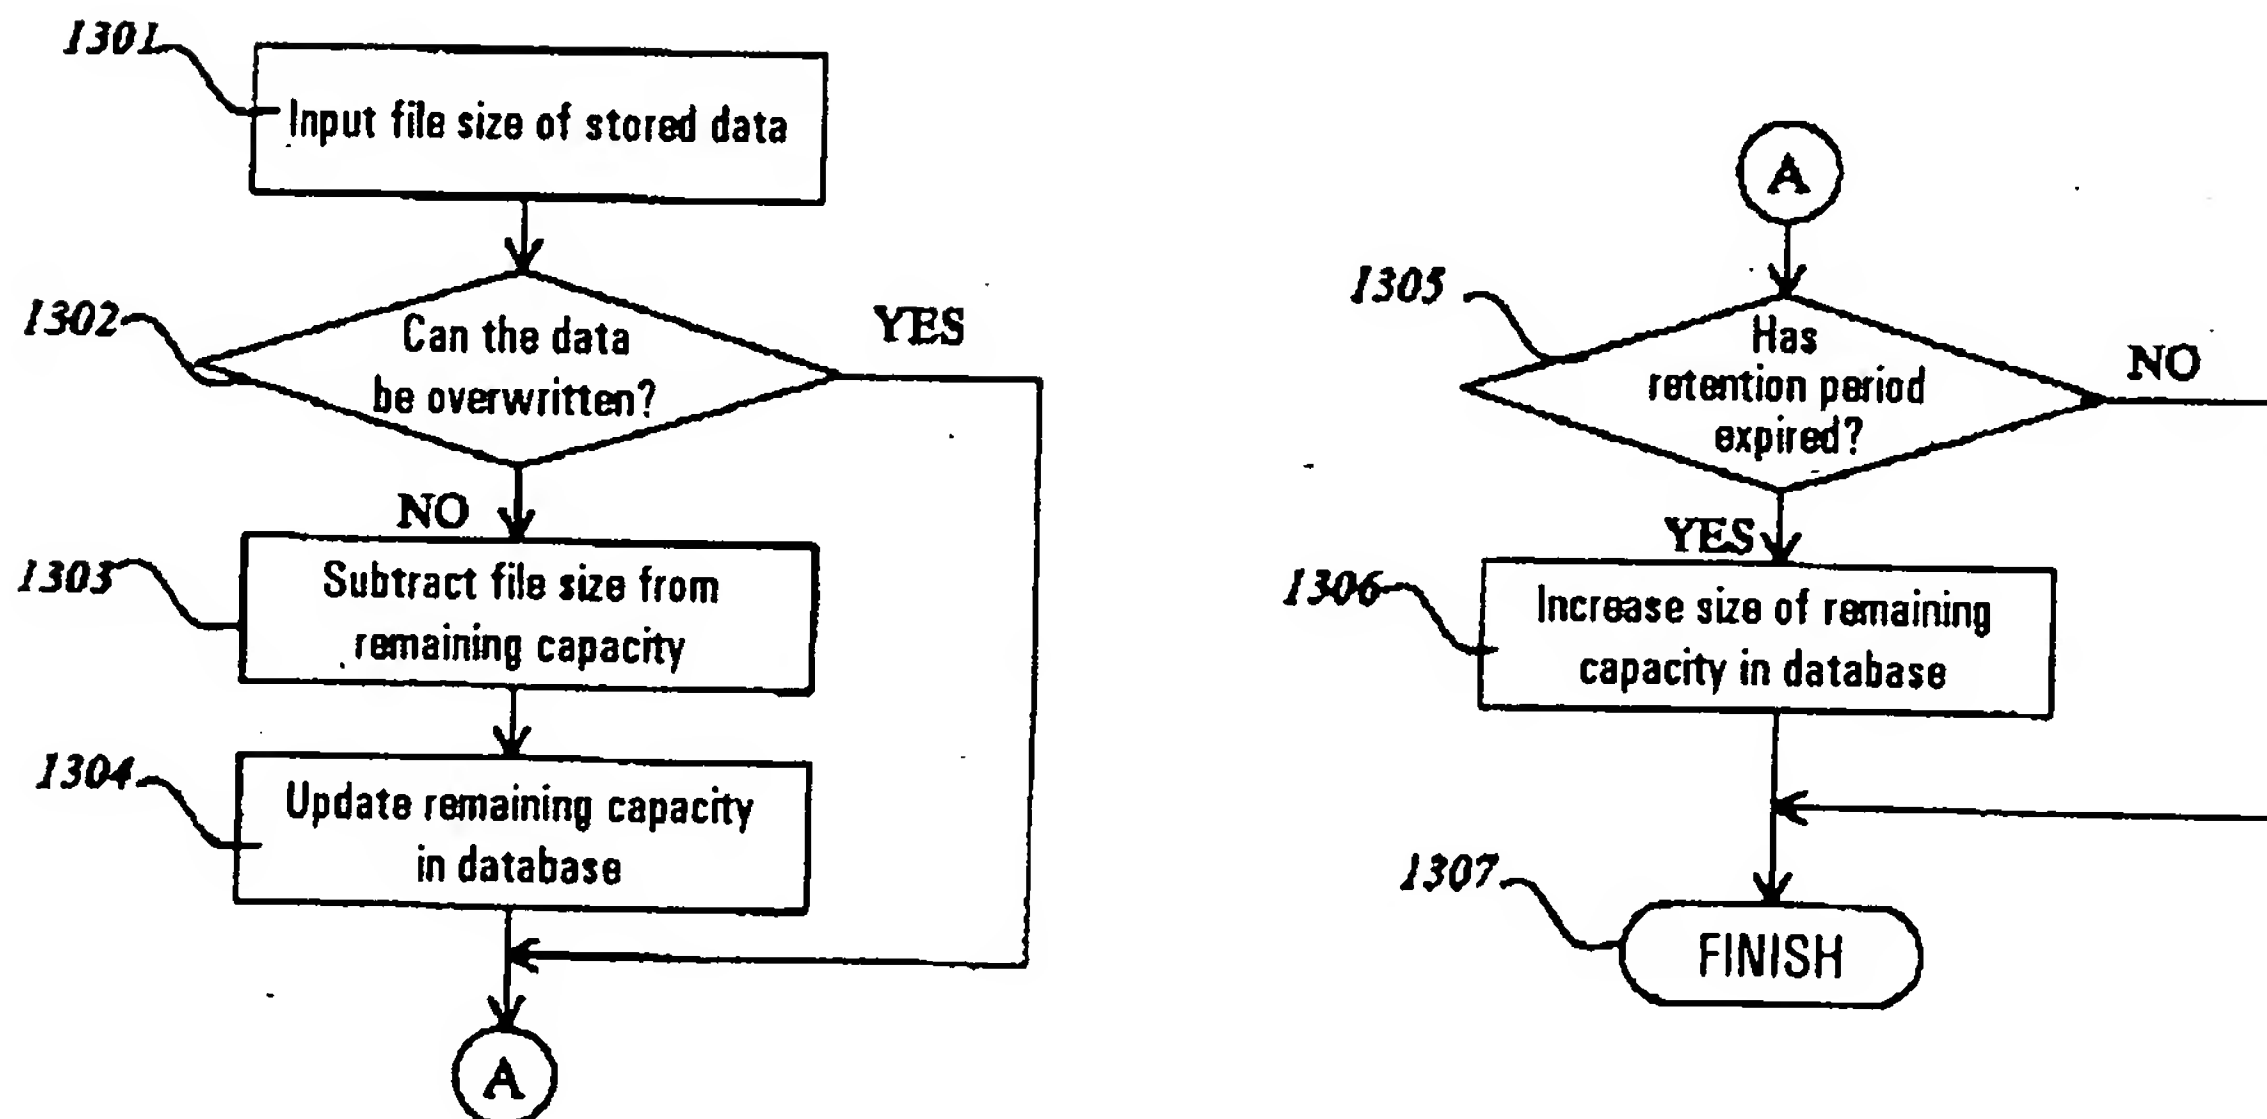 1301
Input file size of stored data
1302
Can the data
be overwritten?
YES
NO
1303
Subtract file size from
remaining capacity
1304
Update remaining capacity
in database
A
A
1305
Has
retention period
expired?
NO
YES
1306
Increase size of remaining
capacity in database
1307
FINISH